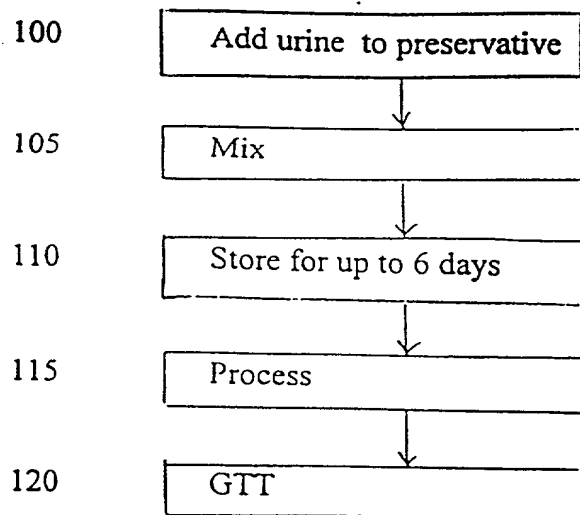 100 Add urine to preservative
105 Mix
110 Store for up to 6 days
115 Process
120 GTT